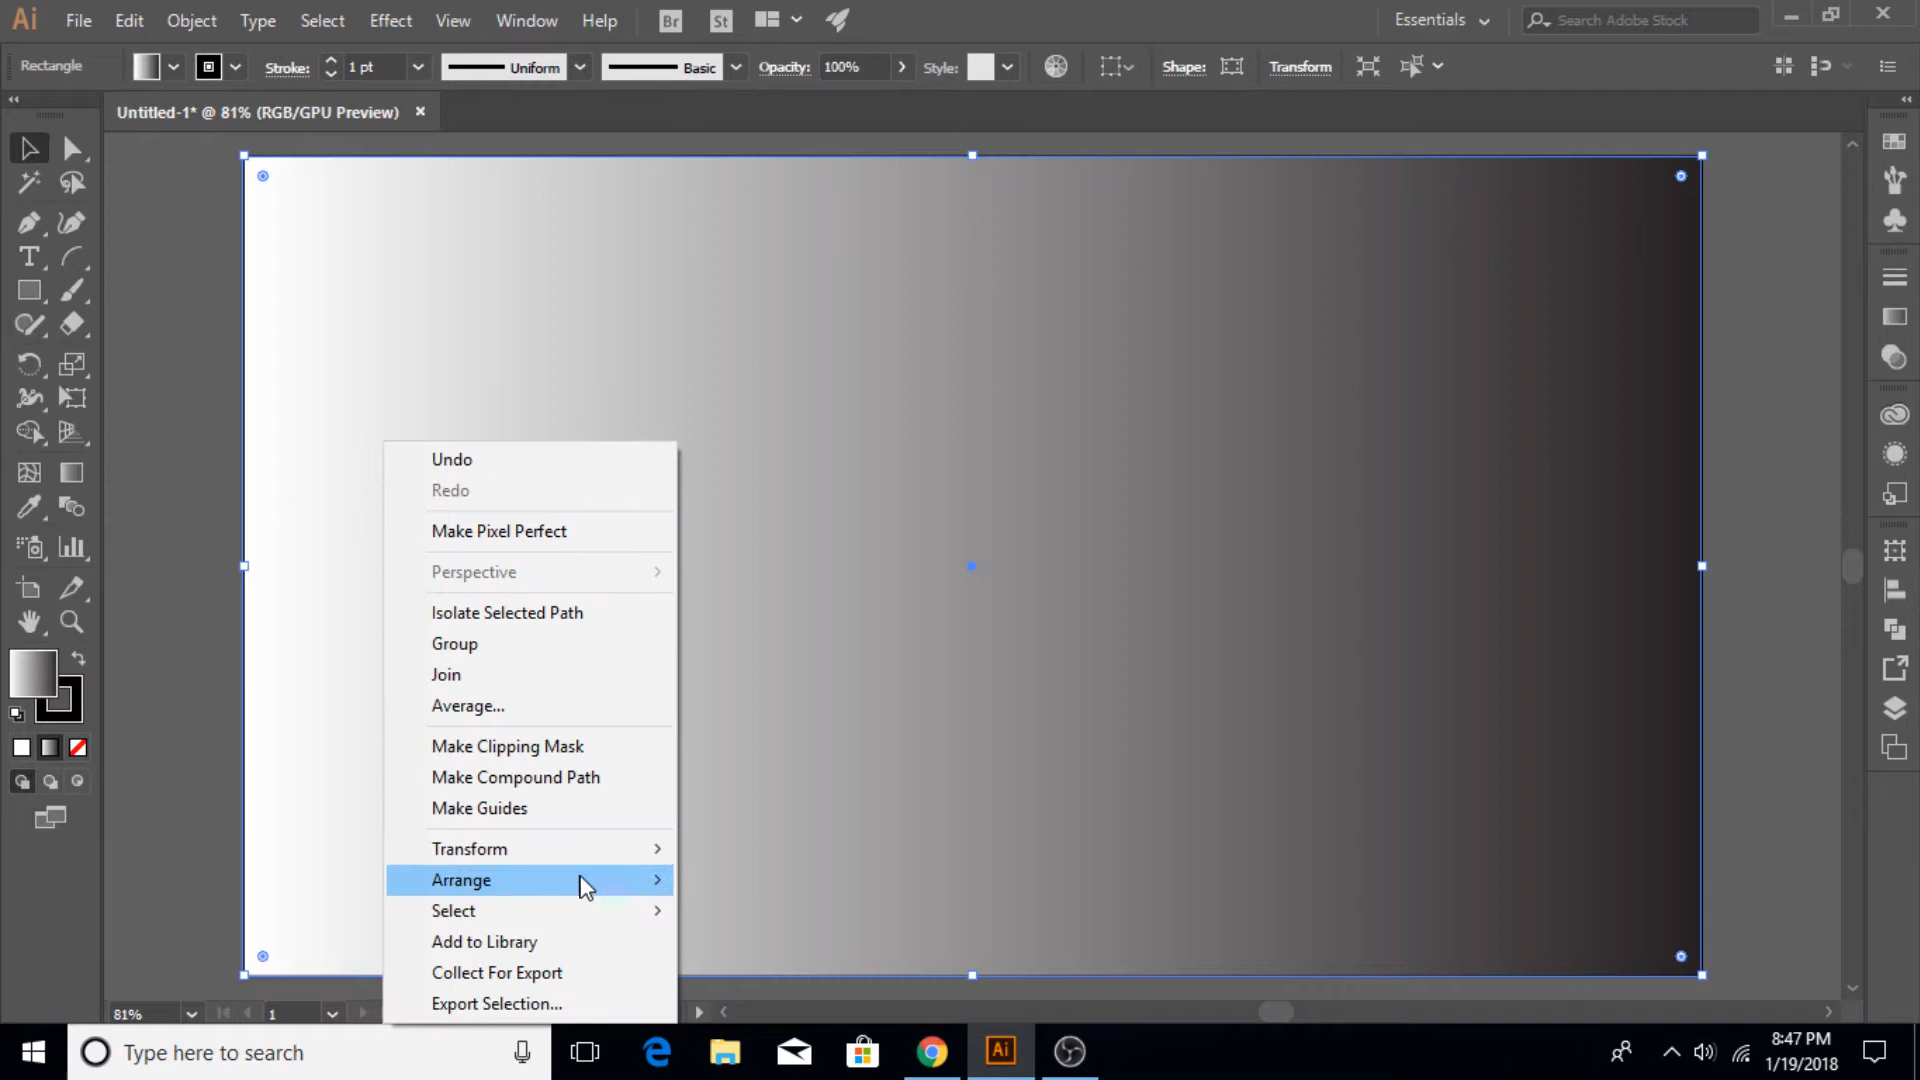 Ai File Edit Object Type Select Effect View Window Help Br St Essentials Search Adobe Stock
Rectangle Stroke: 1 pt Uniform Basic Opacity: 100% Style: Shape: Transform
Untitled-1* @ 81% (RGB/GPU Preview)
T
Undo
Redo
Make Pixel Perfect
Perspective
Isolate Selected Path
Group
Join
Average...
Make Clipping Mask
Make Compound Path
Make Guides
Transform
Arrange
Select
Add to Library
Collect For Export
Export Selection...
81% 1
Type here to search
Ai
8:47 PM
1/19/2018